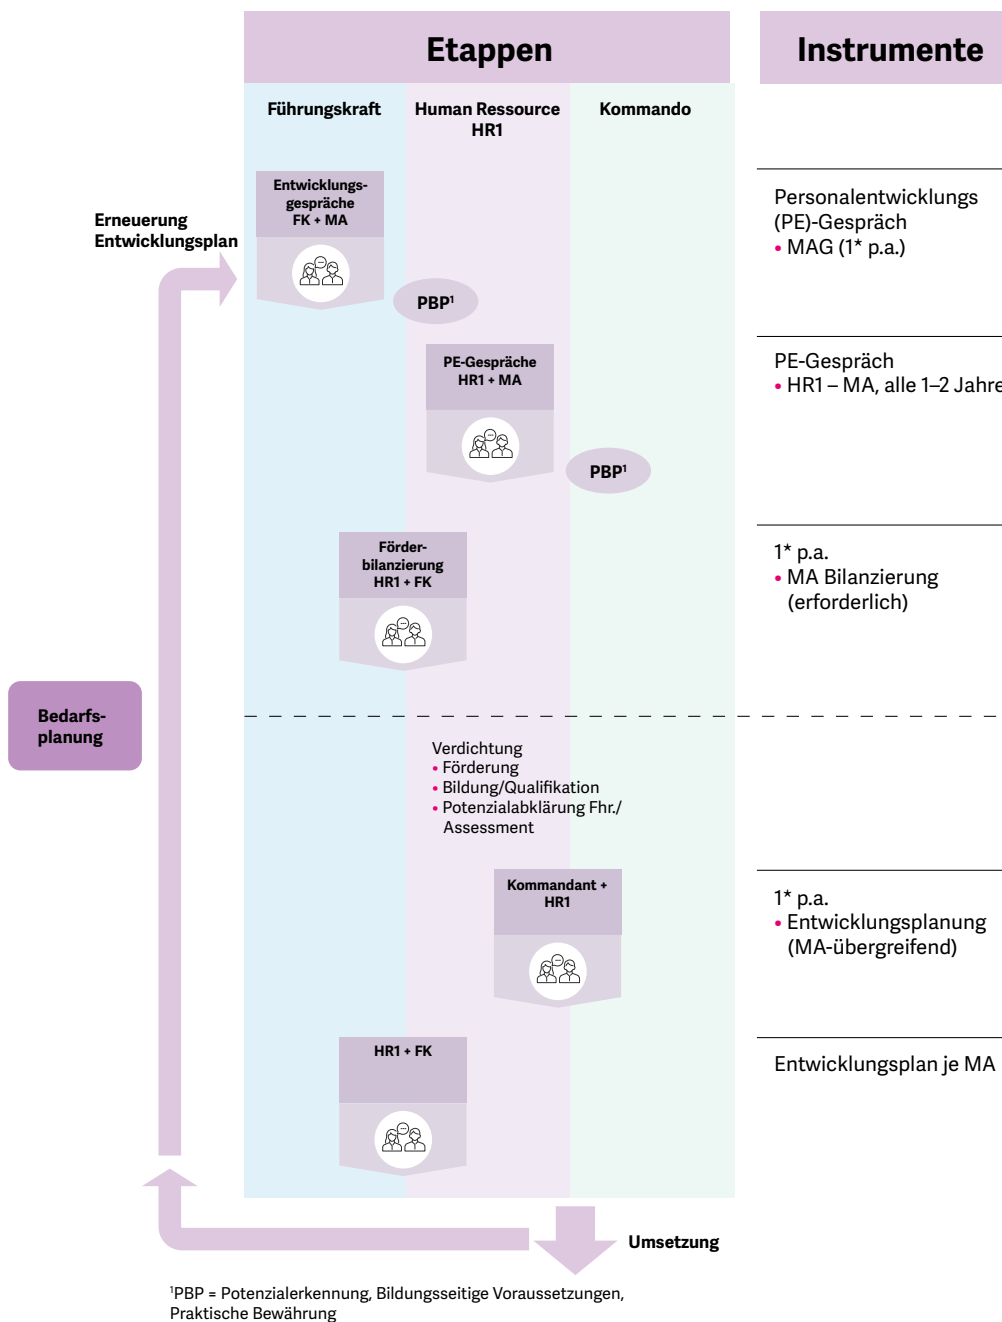 Etappen
Instrumente
Führungskraft
Human Ressource
HR1
Kommando
Entwicklungs-
gespräche
FK + MA
Erneuerung
Entwicklungsplan
Personalentwicklungs
(PE)-Gespräch
• MAG (1* p.a.)
PBP¹
PE-Gespräche
HR1 + MA
PE-Gespräch
• HR1 – MA, alle 1–2 Jahre
PBP¹
Förder-
bilanzierung
HR1 + FK
1* p.a.
• MA Bilanzierung
(erforderlich)
Bedarfs-
planung
Verdichtung
• Förderung
• Bildung/Qualifikation
• Potenzialabklärung Fhr./
Assessment
Kommandant +
HR1
1* p.a.
• Entwicklungsplanung
(MA-übergreifend)
HR1 + FK
Entwicklungsplan je MA
Umsetzung
¹PBP = Potenzialerkennung, Bildungsseitige Voraussetzungen,
Praktische Bewährung